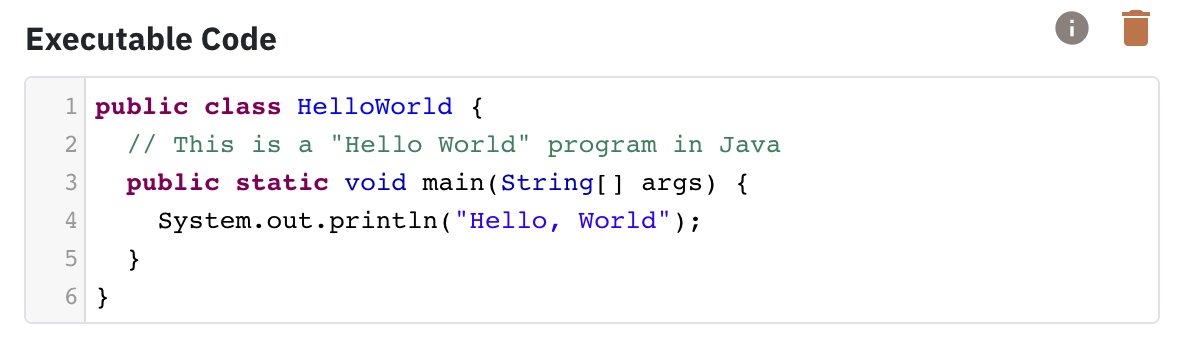 Executable Code
1 public class HelloWorld {
2   // This is a "Hello World" program in Java
3   public static void main(String[] args) {
4     System.out.println("Hello, World");
5   }
6 }